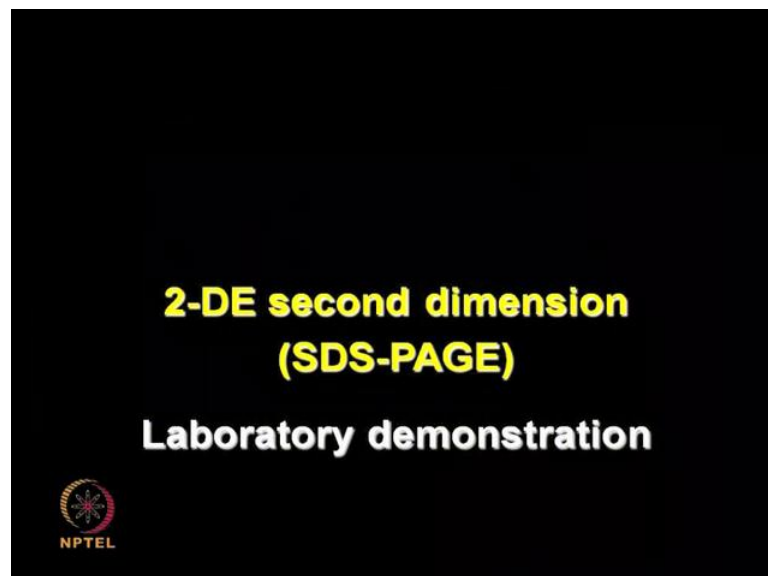 2-DE second dimension
(SDS-PAGE)
Laboratory demonstration
NPTEL